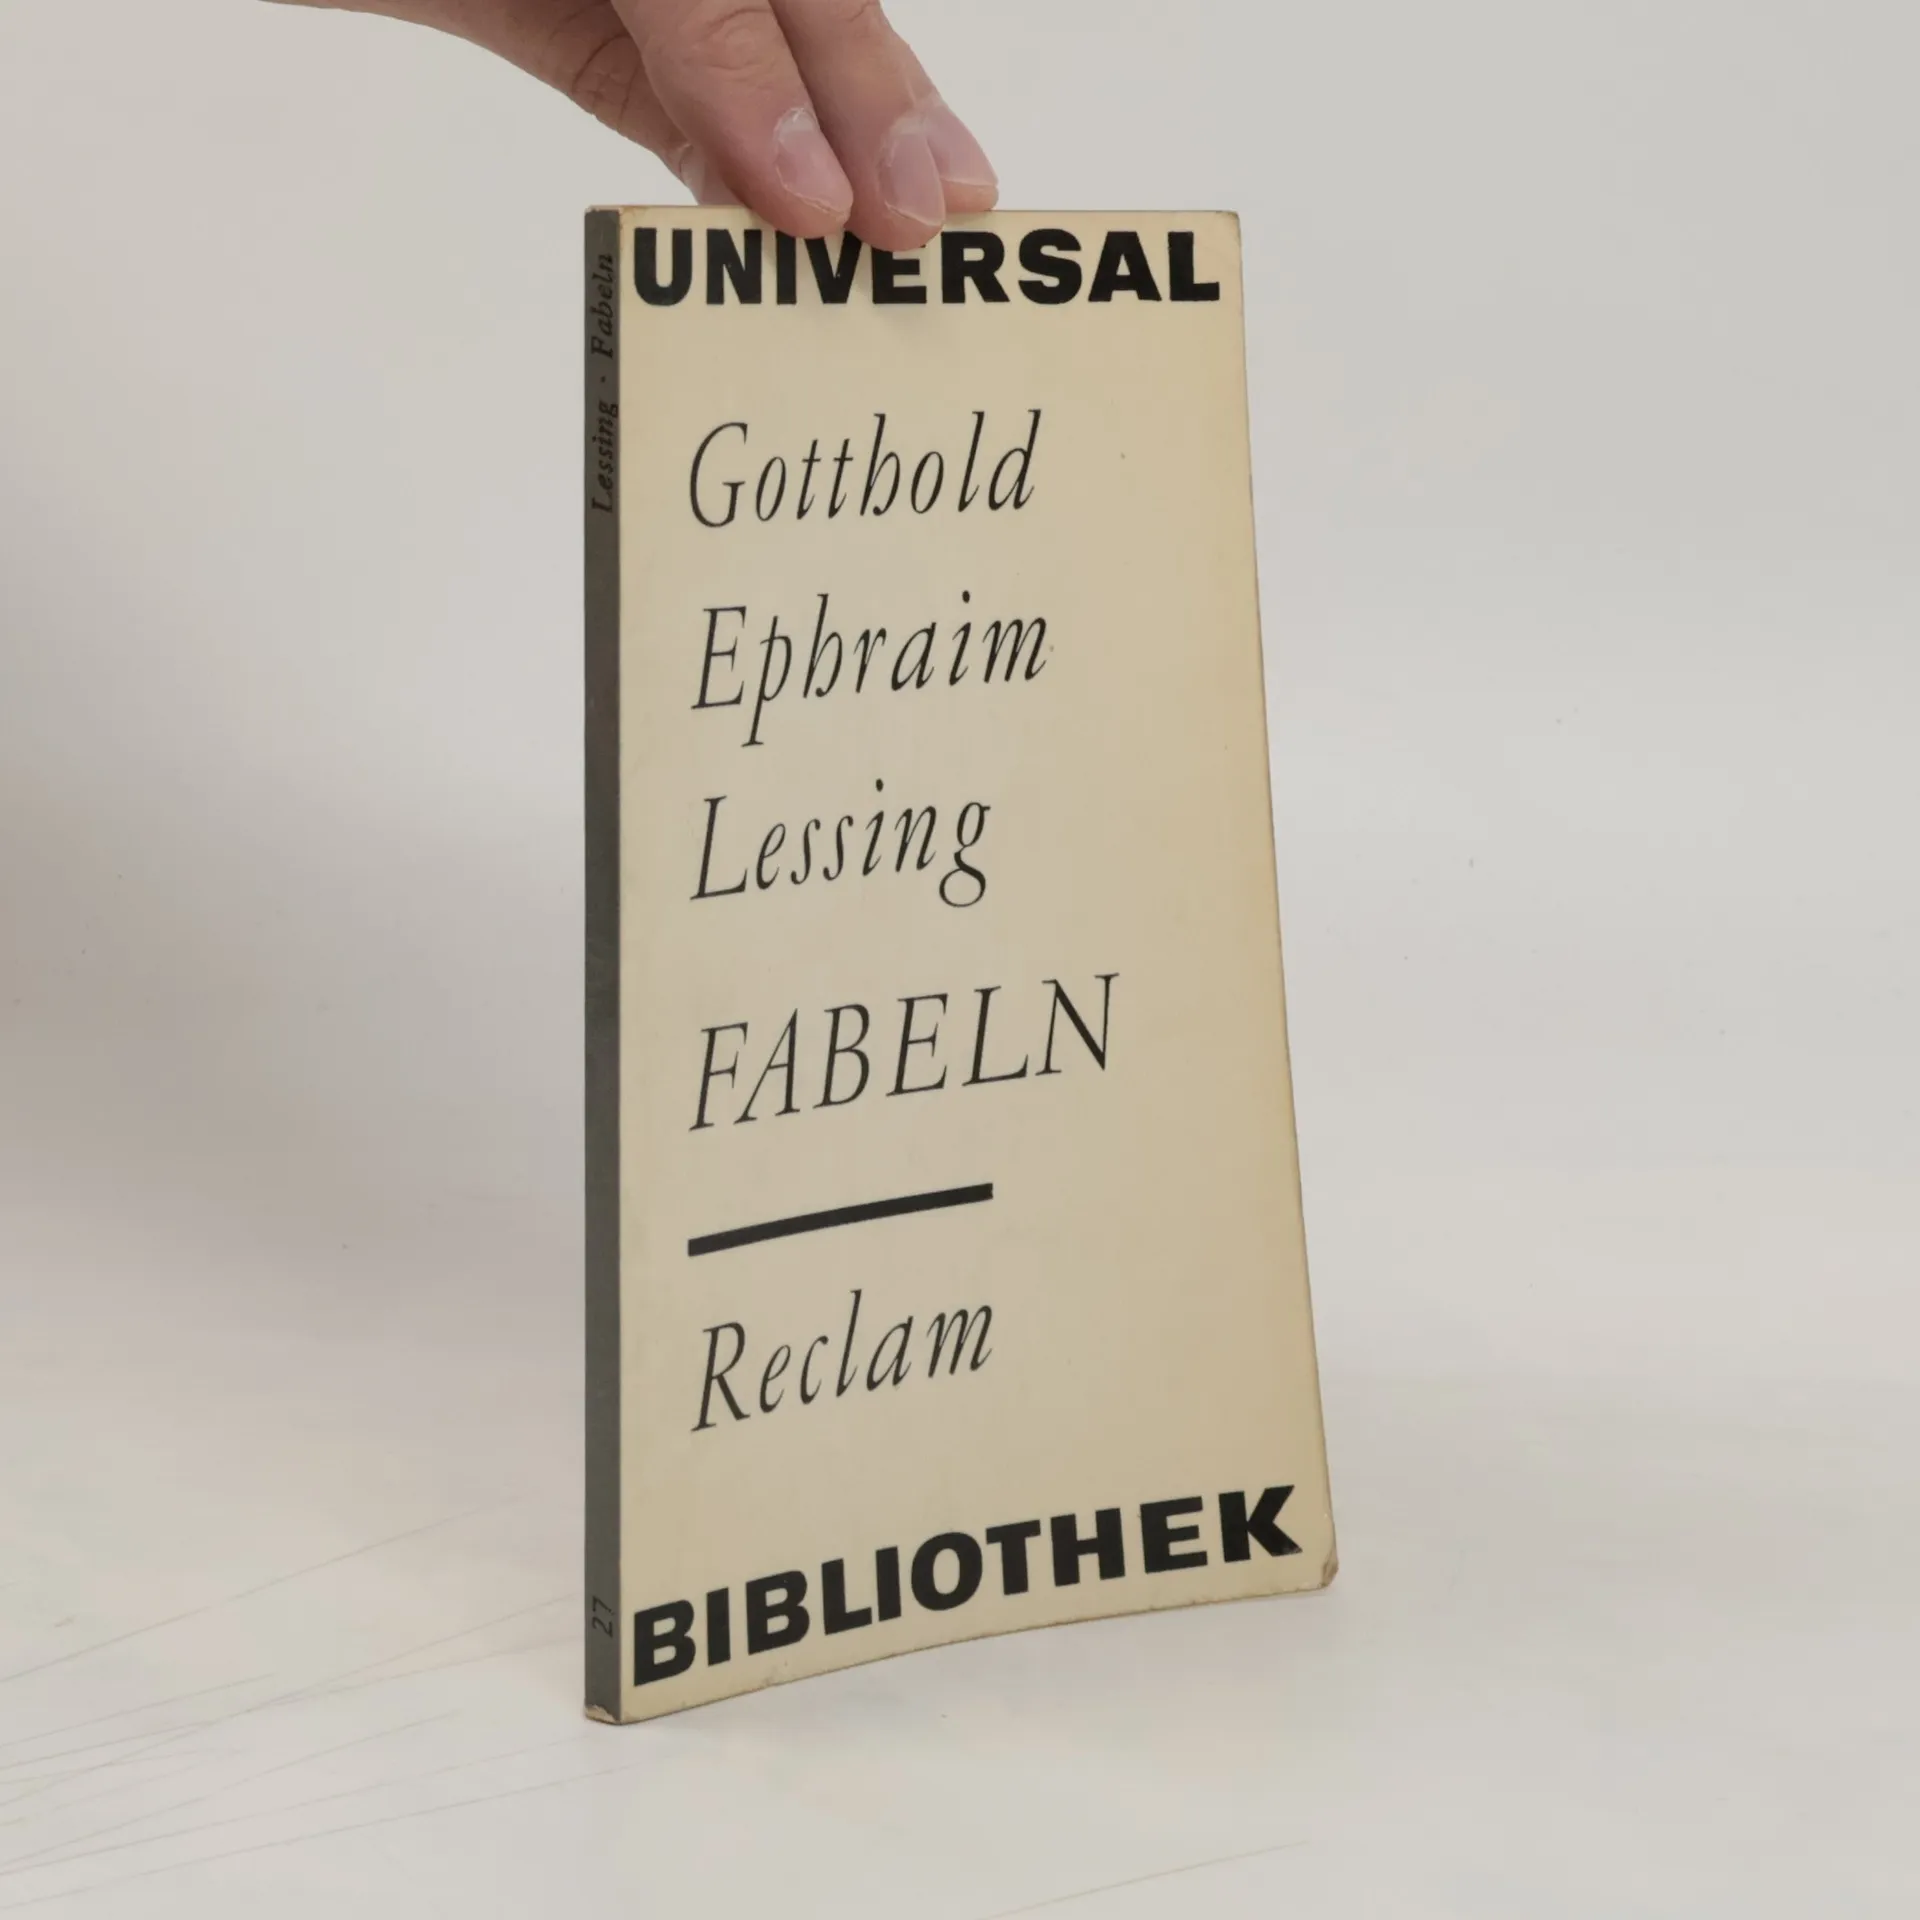 UNIVERSAL
Gotthold
Ephraim
Lessing
FABELN
Reclam
BIBLIOTHEK
Lessing · Fabeln
27